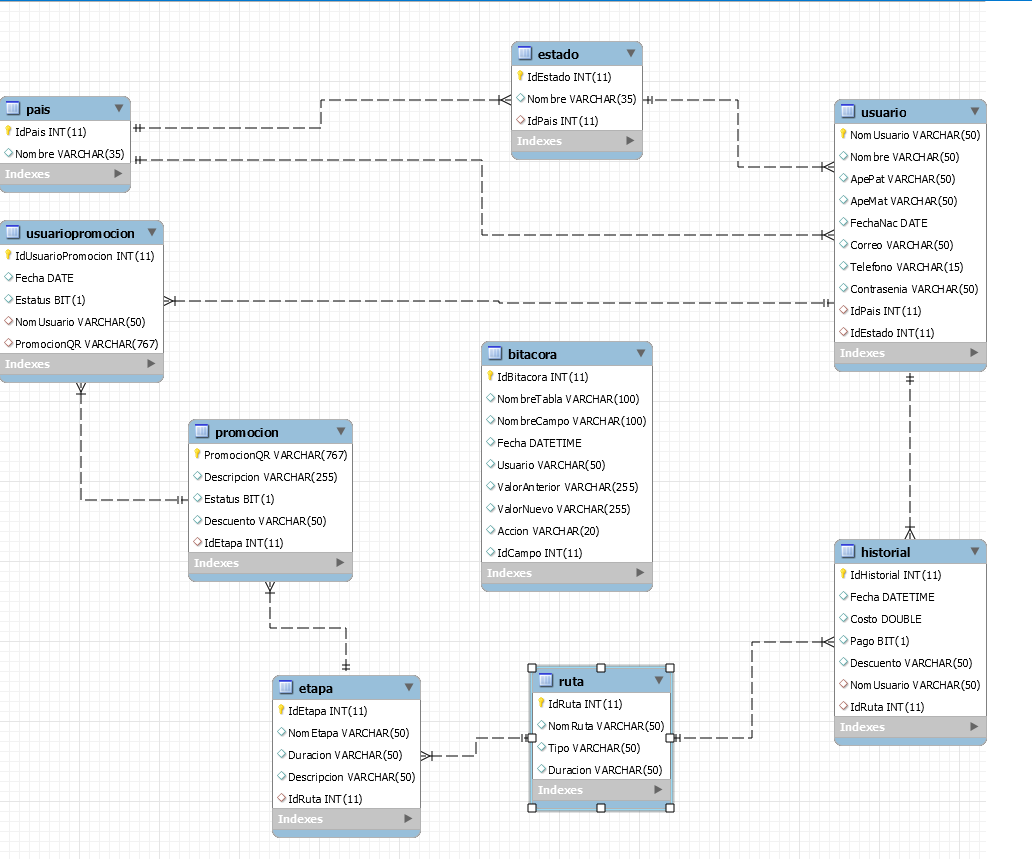 estado
IdEstado INT(11)
Nombre VARCHAR(35)
IdPais INT(11)
Indexes
pais
IdPais INT(11)
Nombre VARCHAR(35)
Indexes
usuario
NomUsuario VARCHAR(50)
Nombre VARCHAR(50)
ApePat VARCHAR(50)
ApeMat VARCHAR(50)
FechaNac DATE
Correo VARCHAR(50)
Telefono VARCHAR(15)
Contrasenia VARCHAR(50)
IdPais INT(11)
IdEstado INT(11)
Indexes
usuariopromocion
IdUsuarioPromocion INT(11)
Fecha DATE
Estatus BIT(1)
NomUsuario VARCHAR(50)
PromocionQR VARCHAR(767)
Indexes
bitacora
IdBitacora INT(11)
NombreTabla VARCHAR(100)
NombreCampo VARCHAR(100)
Fecha DATETIME
Usuario VARCHAR(50)
ValorAnterior VARCHAR(255)
ValorNuevo VARCHAR(255)
Accion VARCHAR(20)
IdCampo INT(11)
Indexes
promocion
PromocionQR VARCHAR(767)
Descripcion VARCHAR(255)
Estatus BIT(1)
Descuento VARCHAR(50)
IdEtapa INT(11)
Indexes
historial
IdHistorial INT(11)
Fecha DATETIME
Costo DOUBLE
Pago BIT(1)
Descuento VARCHAR(50)
NomUsuario VARCHAR(50)
IdRuta INT(11)
Indexes
etapa
IdEtapa INT(11)
NomEtapa VARCHAR(50)
Duracion VARCHAR(50)
Descripcion VARCHAR(50)
IdRuta INT(11)
Indexes
ruta
IdRuta INT(11)
NomRuta VARCHAR(50)
Tipo VARCHAR(50)
Duracion VARCHAR(50)
Indexes